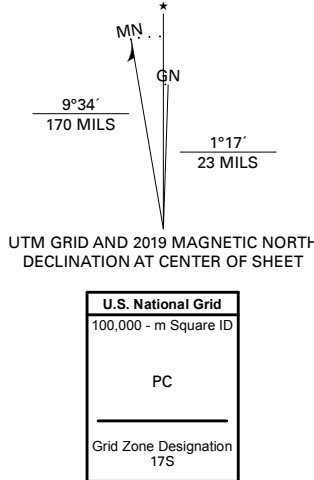 ★
MN
GN
9°34´
170 MILS
1°17´
23 MILS
UTM GRID AND 2019 MAGNETIC NORTH
DECLINATION AT CENTER OF SHEET
U.S. National Grid
100,000 - m Square ID
PC
Grid Zone Designation
17S